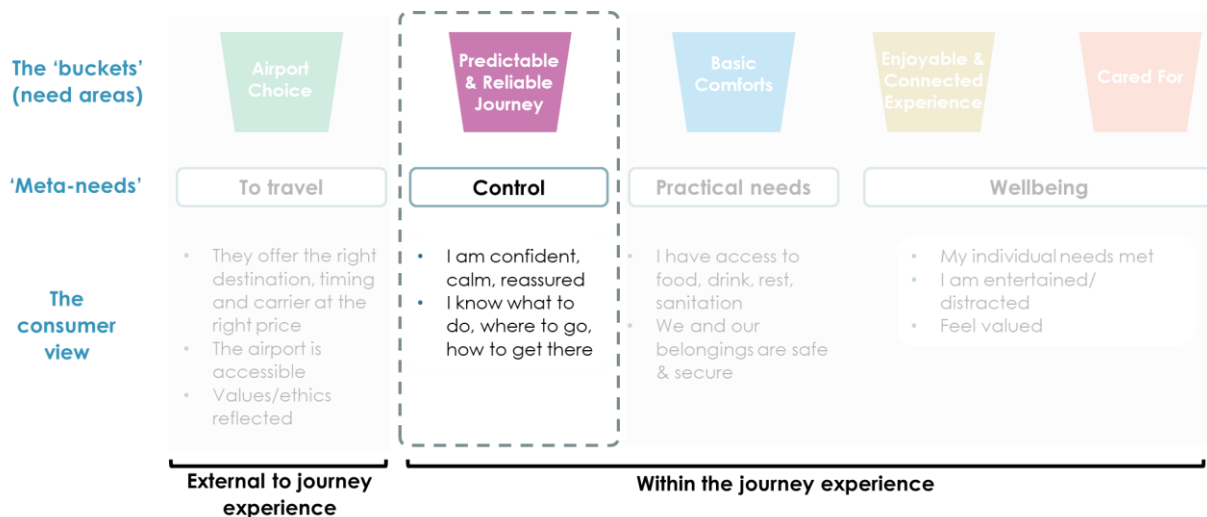 The 'buckets'
(need areas)
Airport
Choice
Predictable
& Reliable
Journey
Basic
Comforts
Enjoyable &
Connected
Experience
Cared For
'Meta-needs'
To travel
Control
Practical needs
Wellbeing
The
consumer
view
• They offer the right
destination, timing
and carrier at the
right price
• The airport is
accessible
• Values/ethics
reflected
• I am confident,
calm, reassured
• I know what to
do, where to go,
how to get there
• I have access to
food, drink, rest,
sanitation
• We and our
belongings are safe
& secure
• My individual needs met
• I am entertained/
distracted
• Feel valued
External to journey
experience
Within the journey experience